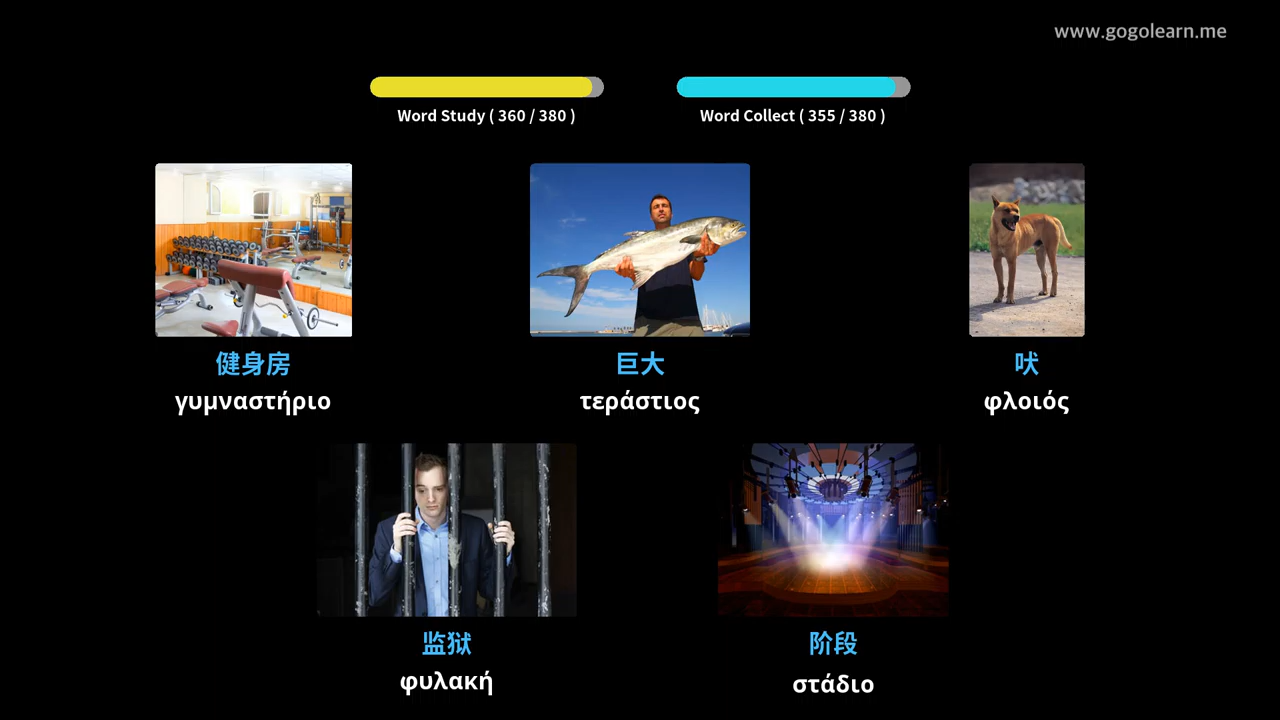 www.gogolearn.me
Word Study ( 360 / 380 )
Word Collect ( 355 / 380 )
健身房
巨大
吠
γυμναστήριο
τεράστιος
φλοιός
监狱
阶段
φυλακή
στάδιο